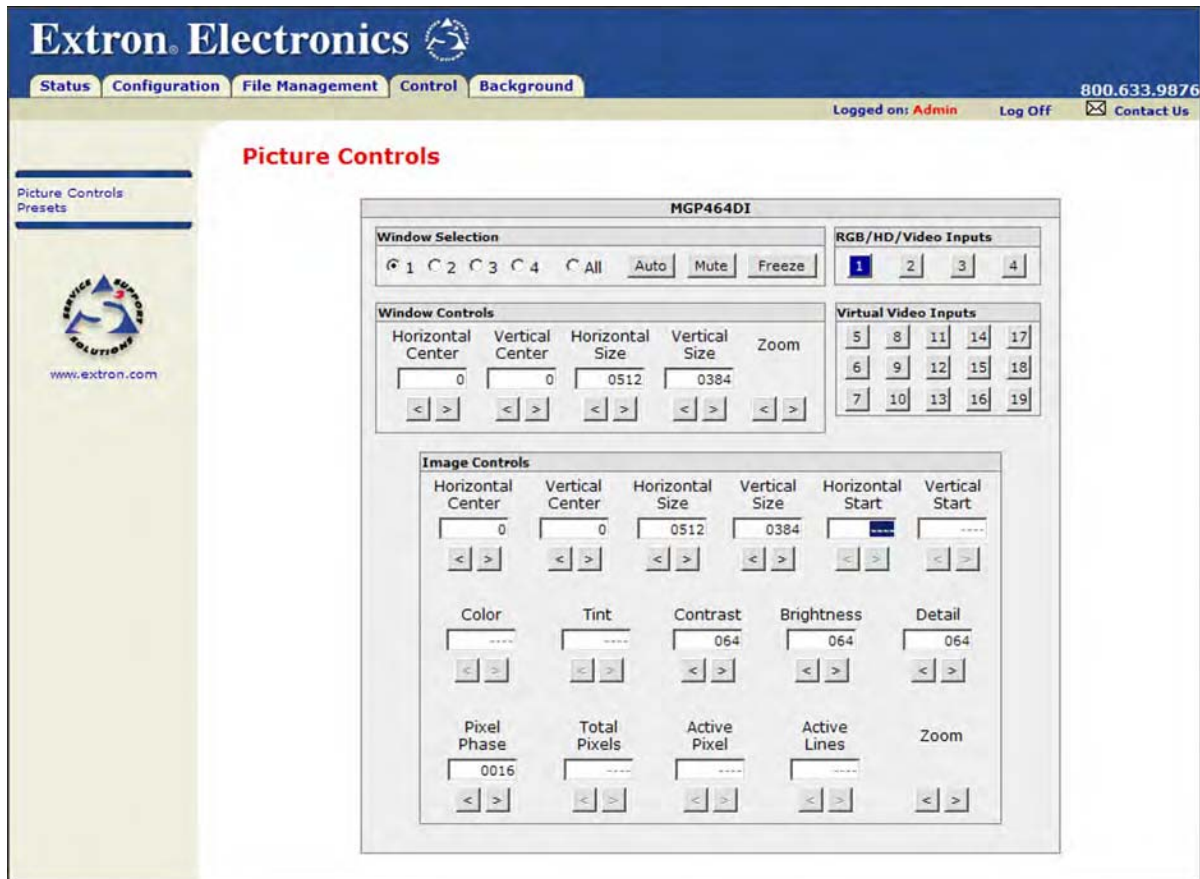 Extron® Electronics
Status Configuration File Management Control Background
800.633.9876
Logged on: Admin Log Off Contact Us
Picture Controls
Presets
SERVICE SUPPORT SOLUTIONS
S3
www.extron.com
Picture Controls
MGP464DI
Window Selection
1 2 3 4 All Auto Mute Freeze
RGB/HD/Video Inputs
1 2 3 4
Window Controls
Horizontal Center Vertical Center Horizontal Size Vertical Size Zoom
0 0 0512 0384
< > < > < > < > < >
Virtual Video Inputs
5 8 11 14 17
6 9 12 15 18
7 10 13 16 19
Image Controls
Horizontal Center Vertical Center Horizontal Size Vertical Size Horizontal Start Vertical Start
0 0 0512 0384 ---- ----
< > < > < > < > < > < >
Color Tint Contrast Brightness Detail
---- ---- 064 064 064
< > < > < > < > < >
Pixel Phase Total Pixels Active Pixel Active Lines Zoom
0016 ---- ---- ----
< > < > < > < > < >